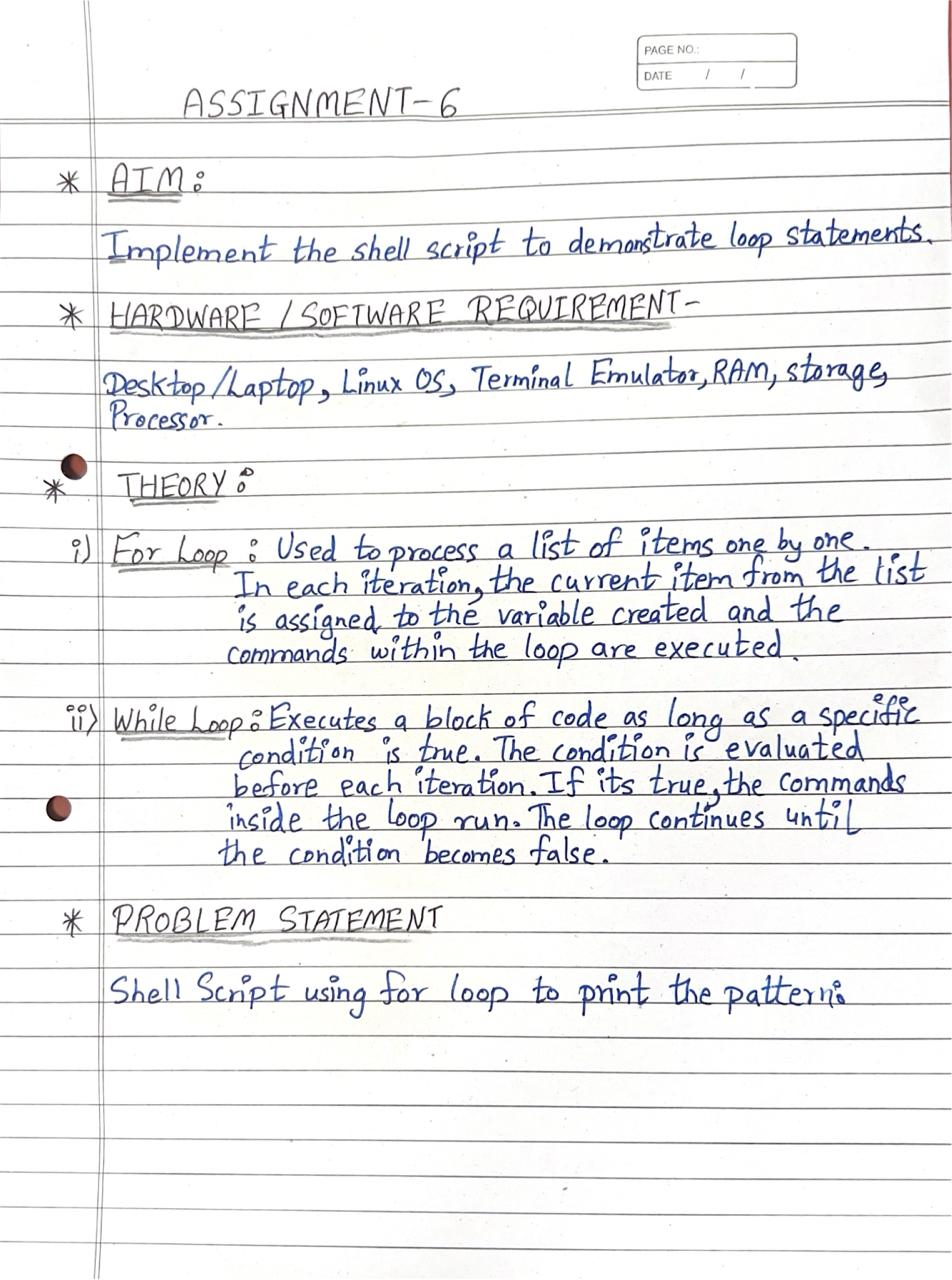 PAGE NO.:
DATE / /
ASSIGNMENT-6
* AIM:
Implement the shell script to demonstrate loop statements.
* HARDWARE / SOFTWARE REQUIREMENT-
Desktop/Laptop, Linux OS, Terminal Emulator, RAM, storage,
Processor.
* THEORY:
i) For Loop : Used to process a list of items one by one.
In each iteration, the current item from the list
is assigned to the variable created and the
commands within the loop are executed.
ii) While Loop: Executes a block of code as long as a specific
condition is true. The condition is evaluated
before each iteration. If its true, the commands
inside the loop run. The loop continues until
the condition becomes false.
* PROBLEM STATEMENT
Shell Script using for loop to print the pattern: